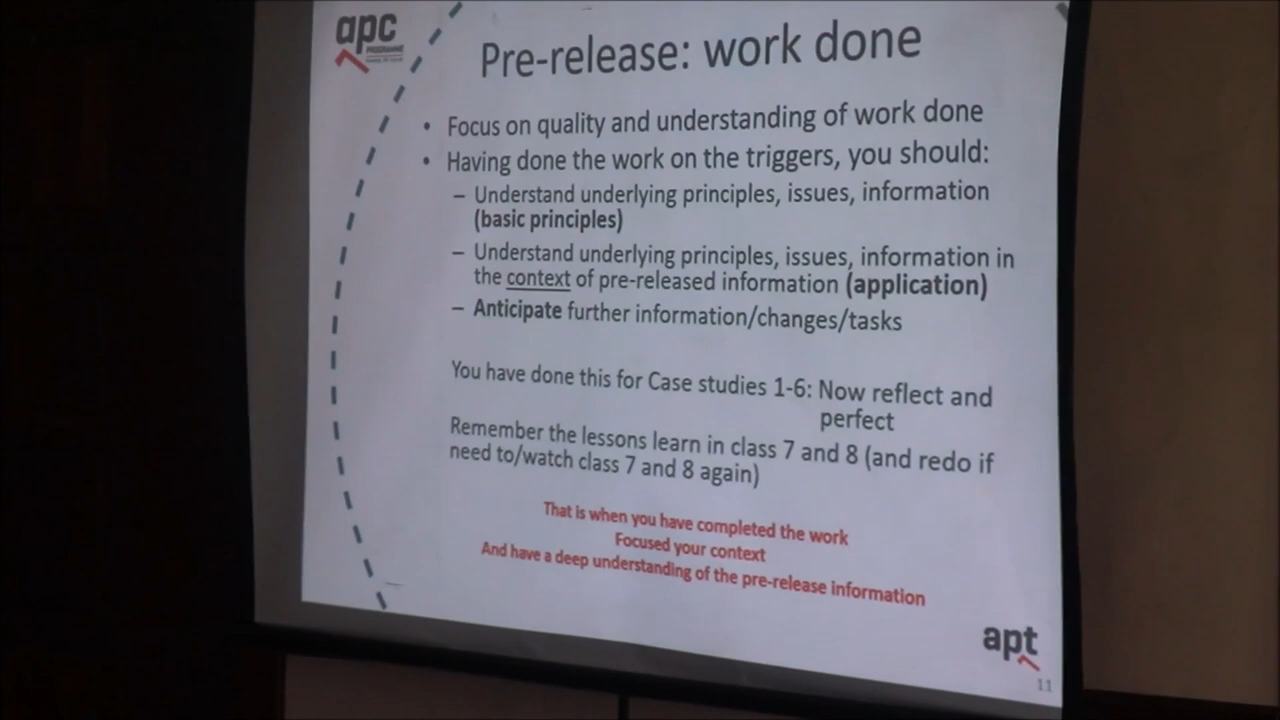 apc
PROGRAMME
Pre-release: work done
• Focus on quality and understanding of work done
• Having done the work on the triggers, you should:
– Understand underlying principles, issues, information
(basic principles)
– Understand underlying principles, issues, information in
the context of pre-released information (application)
– Anticipate further information/changes/tasks
You have done this for Case studies 1-6: Now reflect and
perfect
Remember the lessons learn in class 7 and 8 (and redo if
need to/watch class 7 and 8 again)
That is when you have completed the work
Focused your context
And have a deep understanding of the pre-release information
apt
11